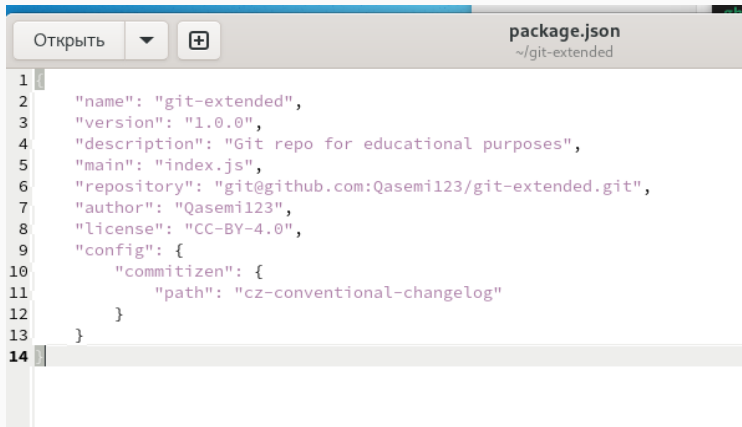 Открыть
package.json
~/git-extended
1 {
2     "name": "git-extended",
3     "version": "1.0.0",
4     "description": "Git repo for educational purposes",
5     "main": "index.js",
6     "repository": "git@github.com:Qasemi123/git-extended.git",
7     "author": "Qasemi123",
8     "license": "CC-BY-4.0",
9     "config": {
10         "commitizen": {
11             "path": "cz-conventional-changelog"
12         }
13     }
14 }